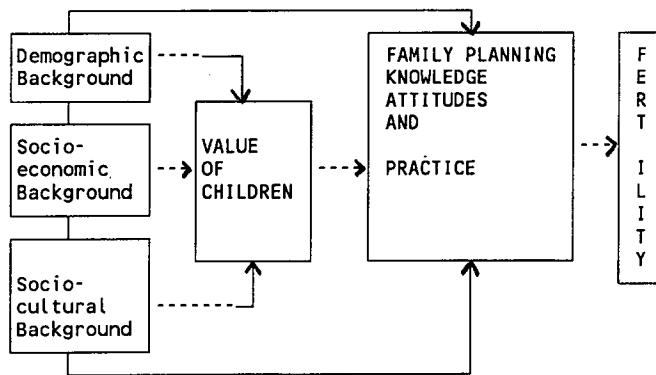 Demographic
Background
Socio-
economic
Background
Socio-
cultural
Background
VALUE
OF
CHILDREN
FAMILY PLANNING
KNOWLEDGE
ATTITUDES
AND
PRACTICE
F
E
R
T
I
L
I
T
Y